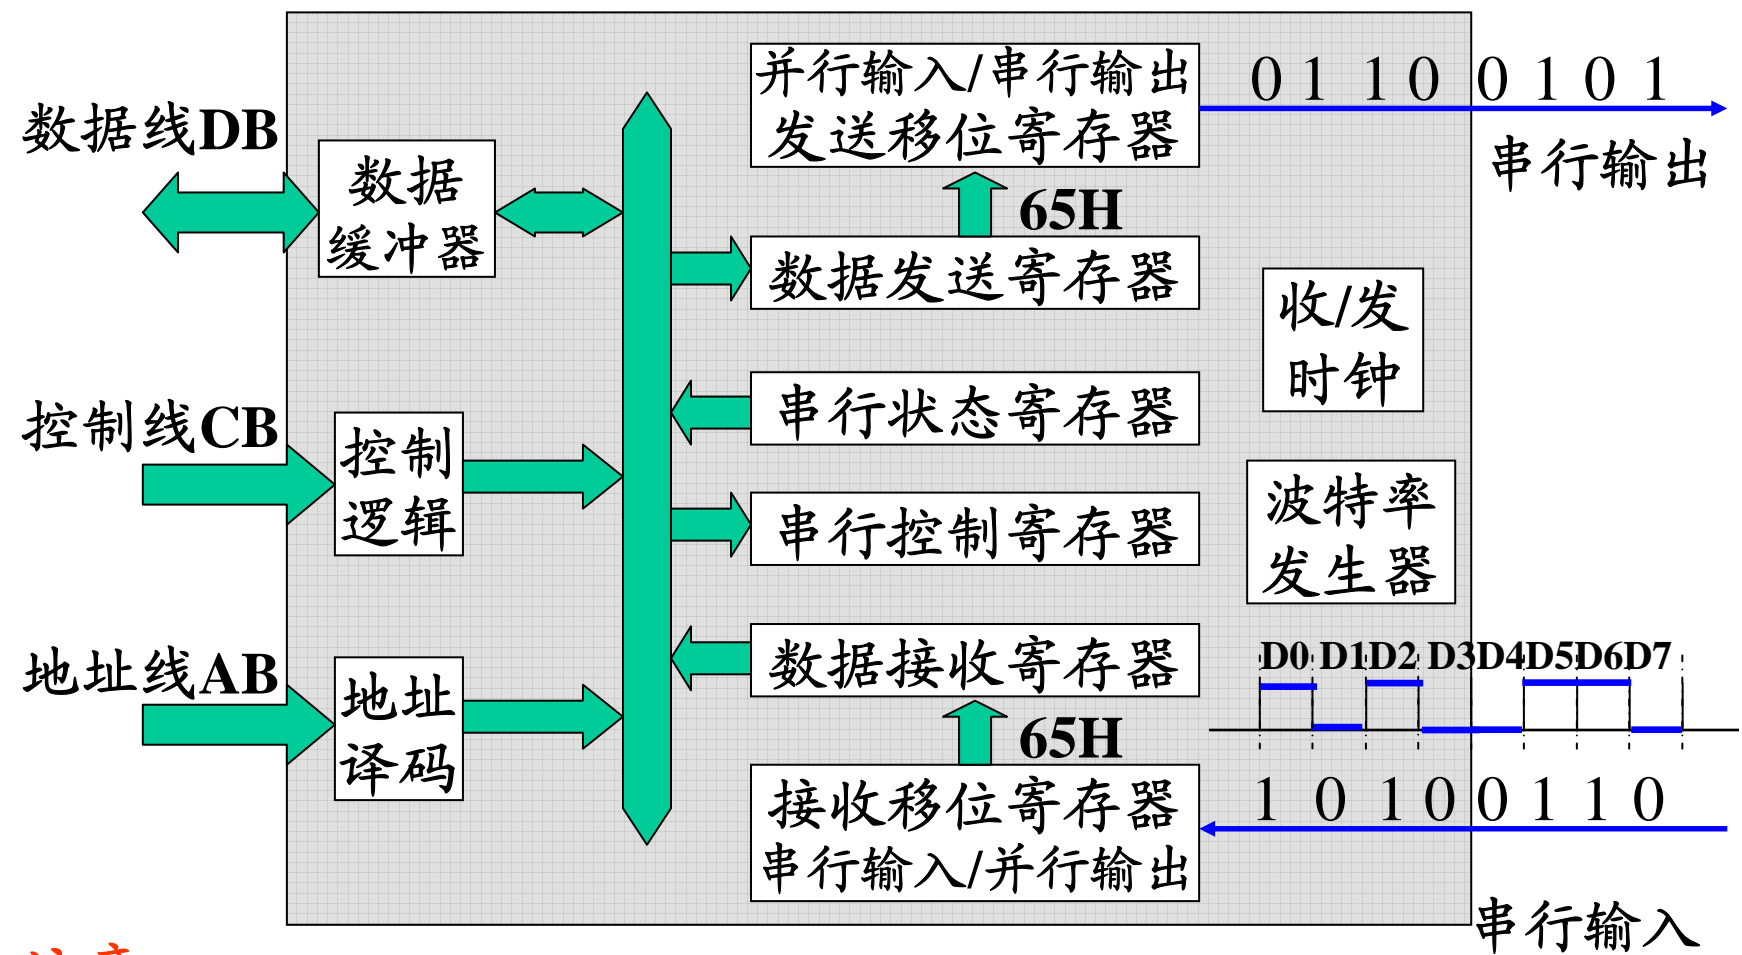 数据线DB
控制线CB
地址线AB
数据
缓冲器
控制
逻辑
地址
译码
并行输入/串行输出
发送移位寄存器
65H
数据发送寄存器
串行状态寄存器
串行控制寄存器
数据接收寄存器
65H
接收移位寄存器
串行输入/并行输出
0 1 1 0 0 1 0 1
串行输出
收/发
时钟
波特率
发生器
D0 D1 D2 D3 D4 D5 D6 D7
1 0 1 0 0 1 1 0
串行输入